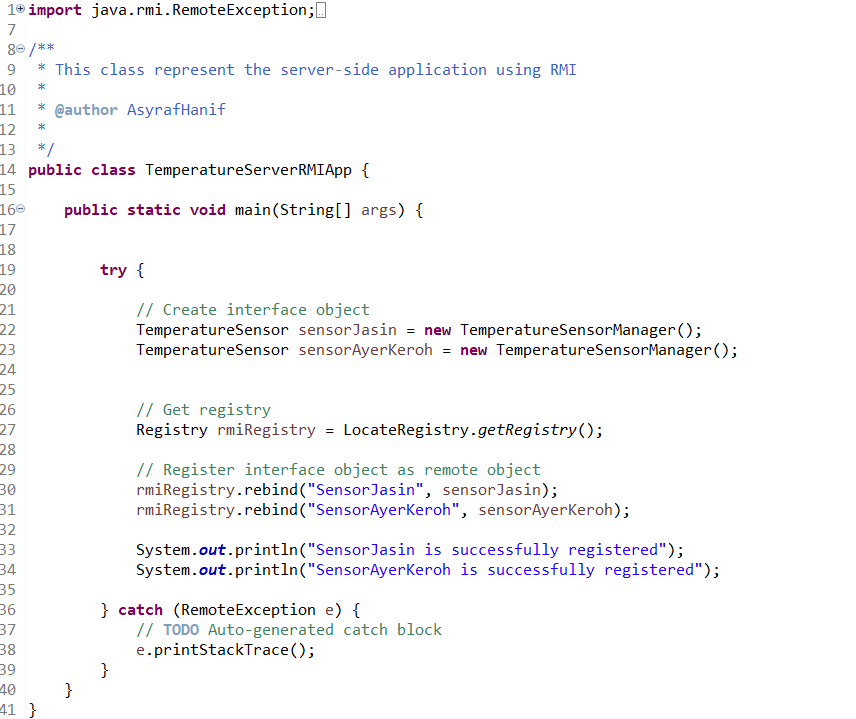 1 import java.rmi.RemoteException;
7
8 /**
9  * This class represent the server-side application using RMI
10  *
11  * @author AsyrafHanif
12  *
13  */
14 public class TemperatureServerRMIApp {
15
16     public static void main(String[] args) {
17
18
19         try {
20
21             // Create interface object
22             TemperatureSensor sensorJasin = new TemperatureSensorManager();
23             TemperatureSensor sensorAyerKeroh = new TemperatureSensorManager();
24
25
26             // Get registry
27             Registry rmiRegistry = LocateRegistry.getRegistry();
28
29             // Register interface object as remote object
30             rmiRegistry.rebind("SensorJasin", sensorJasin);
31             rmiRegistry.rebind("SensorAyerKeroh", sensorAyerKeroh);
32
33             System.out.println("SensorJasin is successfully registered");
34             System.out.println("SensorAyerKeroh is successfully registered");
35
36         } catch (RemoteException e) {
37             // TODO Auto-generated catch block
38             e.printStackTrace();
39         }
40     }
41 }